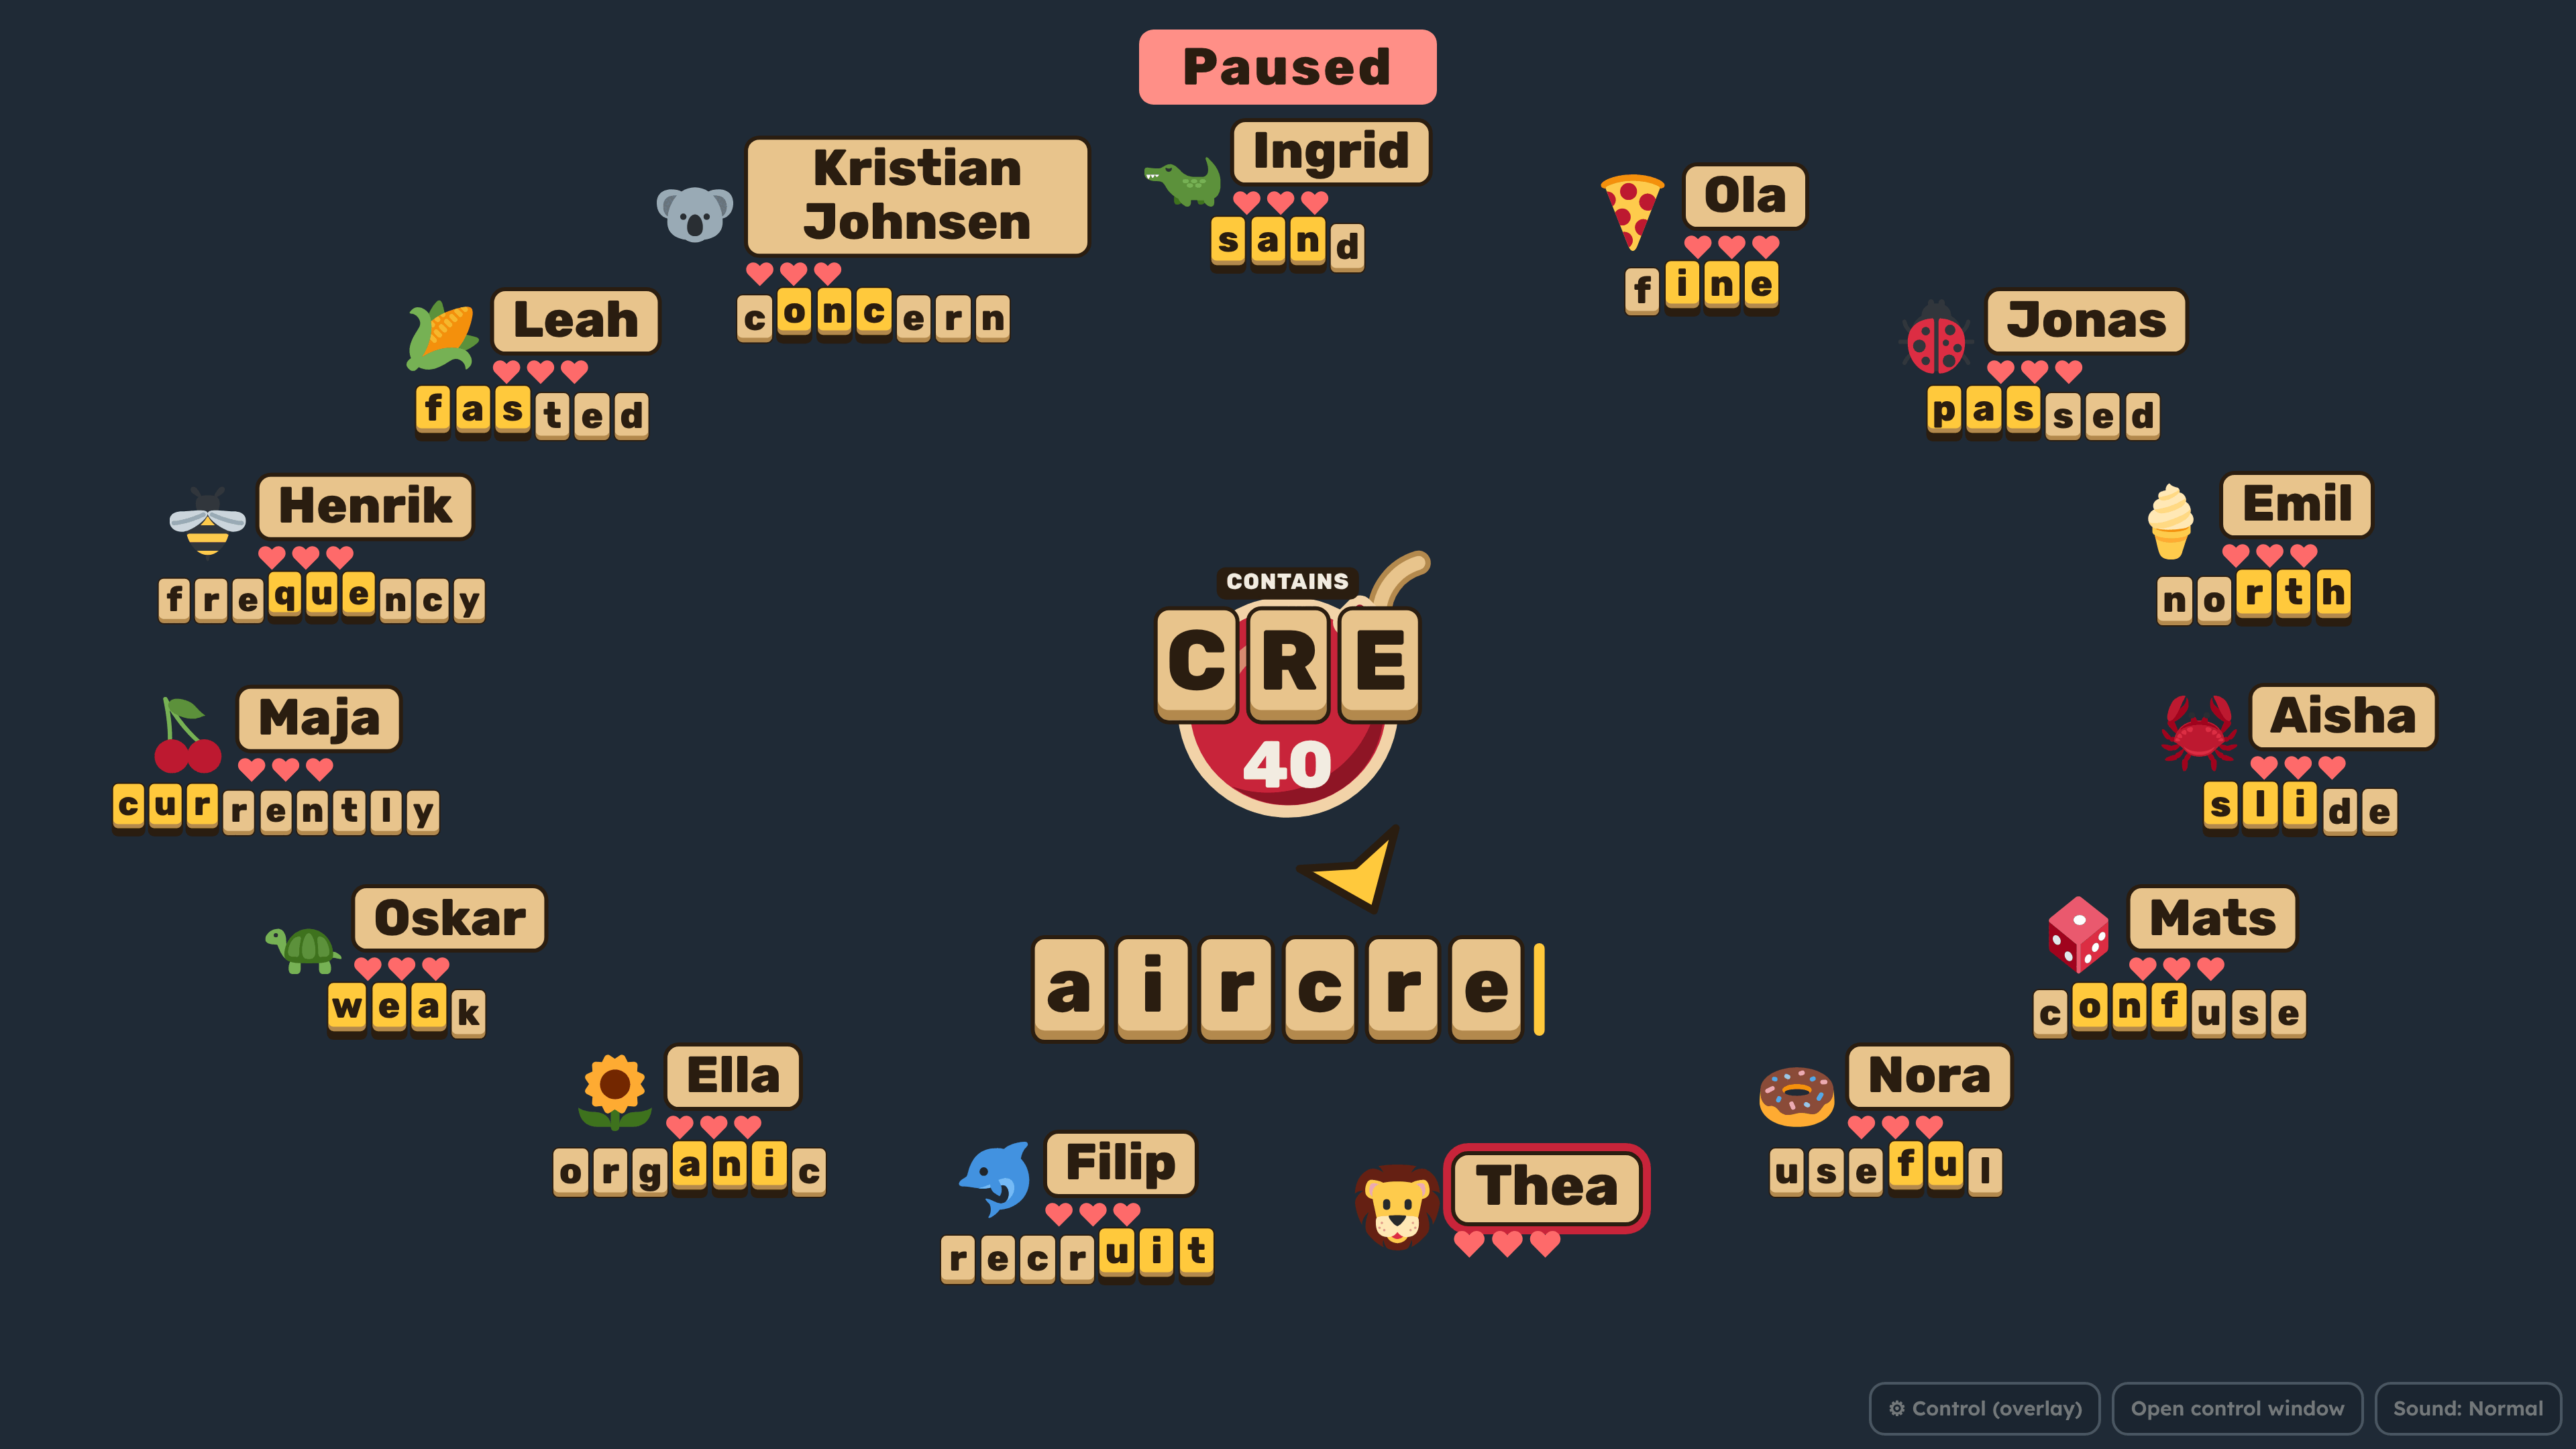 Paused
Ingrid
sand
Kristian
Johnsen
concern
Ola
fine
Leah
fasted
Jonas
passed
Henrik
frequency
Emil
north
CONTAINS
CRE
40
Maja
currently
Aisha
slide
Oskar
weak
Mats
confuse
aircre
Ella
organic
Nora
useful
Filip
recruit
Thea
⚙ Control (overlay)
Open control window
Sound: Normal